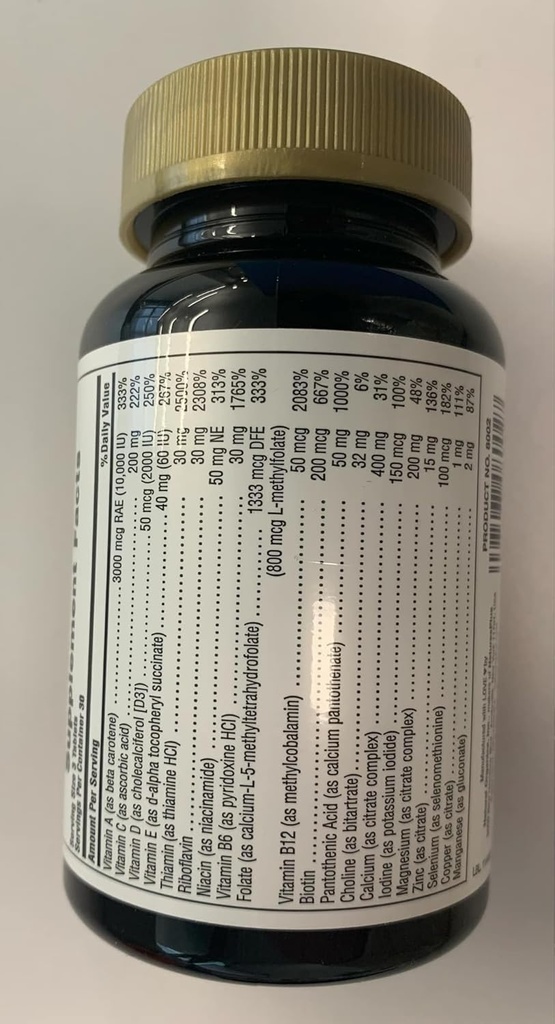 Supplement Facts
Serving Size 3 Tablets
Servings Per Container 30
Amount Per Serving %Daily Value
Vitamin A (as beta carotene) 3000 mcg RAE (10,000 IU) 333%
Vitamin C (as ascorbic acid) 200 mg 222%
Vitamin D (as cholecalciferol [D3]) 50 mcg (2000 IU) 250%
Vitamin E (as d-alpha tocopheryl succinate) 40 mg (60 IU) 267%
Thiamin (as thiamine HCl) 30 mg 2500%
Riboflavin 30 mg 2308%
Niacin (as niacinamide) 50 mg NE 313%
Vitamin B6 (as pyridoxine HCl) 30 mg 1765%
Folate (as calcium-L-5-methyltetrahydrofolate) 1333 mcg DFE 333%
(800 mcg L-methylfolate)
Vitamin B12 (as methylcobalamin) 50 mcg 2083%
Biotin 200 mcg 667%
Pantothenic Acid (as calcium pantothenate) 50 mg 1000%
Choline (as bitartrate) 32 mg 6%
Calcium (as citrate complex) 400 mg 31%
Iodine (as potassium iodide) 150 mcg 100%
Magnesium (as citrate complex) 200 mg 48%
Zinc (as citrate) 15 mg 136%
Selenium (as selenomethionine) 100 mcg 182%
Copper (as citrate) 1 mg 111%
Manganese (as gluconate) 2 mg 87%
Manufactured with LOVE ♥ by
PRODUCT NO. 8002